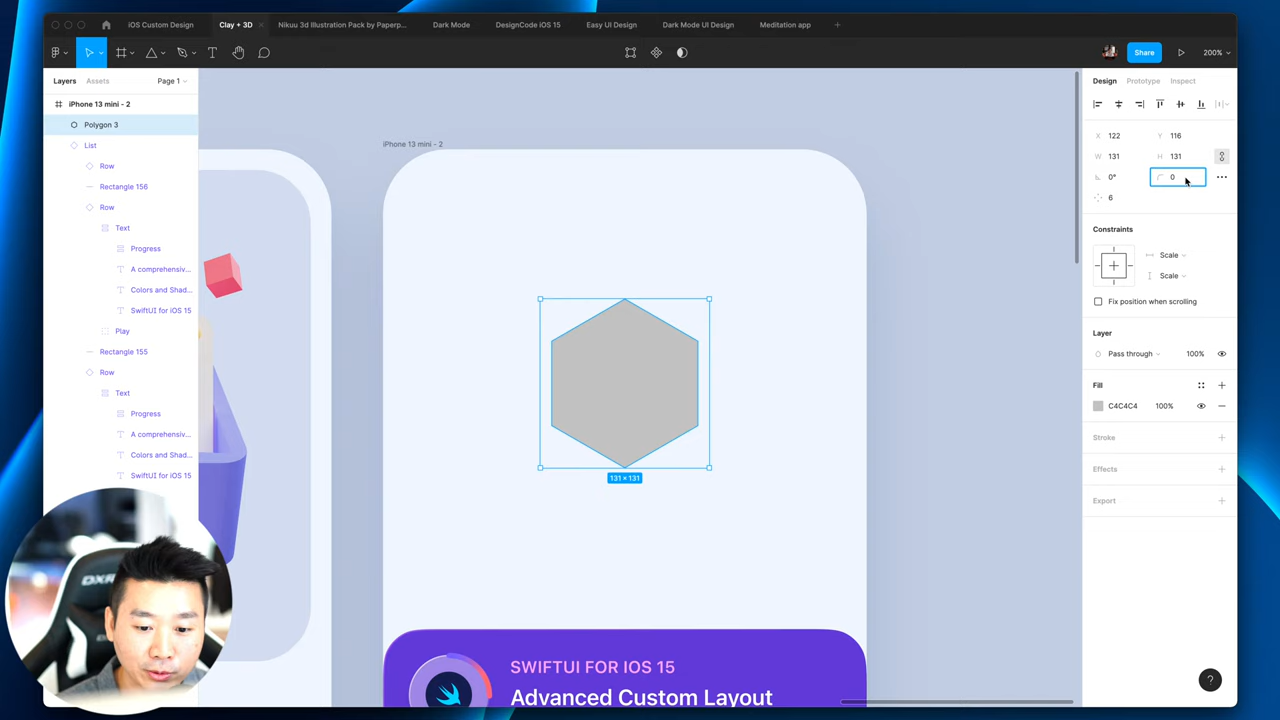 iOS Custom Design
Clay + 3D
Nikuu 3d Illustration Pack by Paperp...
Dark Mode
DesignCode iOS 15
Easy UI Design
Dark Mode UI Design
Meditation app
Share
200%
Layers
Assets
Page 1
iPhone 13 mini - 2
Polygon 3
List
Row
Rectangle 156
Row
Text
Progress
A comprehensiv...
Colors and Shad...
SwiftUI for iOS 15
Play
Rectangle 155
Row
Text
Progress
A comprehensiv...
Colors and Shad...
SwiftUI for iOS 15
iPhone 13 mini - 2
131 × 131
SWIFTUI FOR IOS 15
Advanced Custom Layout
Design
Prototype
Inspect
X 122
Y 116
W 131
H 131
0°
0
6
Constraints
Scale
Scale
Fix position when scrolling
Layer
Pass through
100%
Fill
C4C4C4
100%
Stroke
Effects
Export
?
DXR